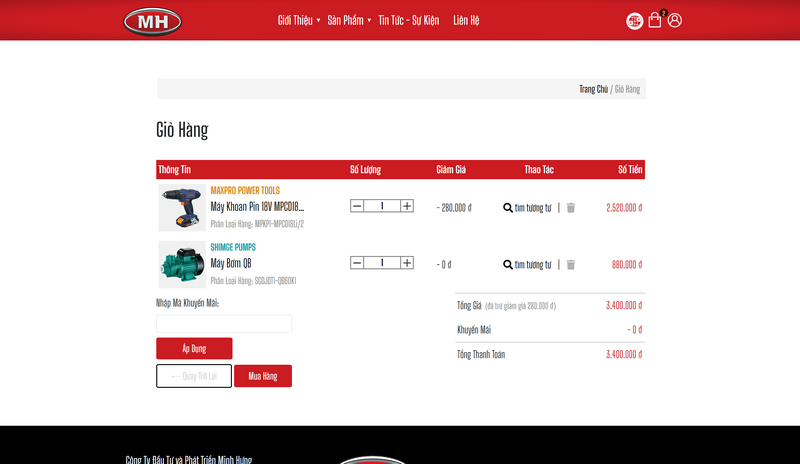 MH
Giới Thiệu
Sản Phẩm
Tin Tức - Sự Kiện
Liên Hệ
2
Trang Chủ / Giỏ Hàng
Giỏ Hàng
Thông Tin Số Lượng Giảm Giá Thao Tác Số Tiền
MAXPRO POWER TOOLS
Máy Khoan Pin 18V MPCD18...
Phân Loại Hàng: MPKP1-MPCD18Li/2
1
- 280.000 đ
tìm tương tự |
2.520.000 đ
SHIMGE PUMPS
Máy Bơm QB
Phân Loại Hàng: SGDJDT1-QB60K1
1
- 0 đ
tìm tương tự |
880.000 đ
Nhập Mã Khuyến Mãi:
Áp Dụng
← Quay Trở Lại
Mua Hàng
Tổng Giá (đã trừ giảm giá 280.000 đ) 3.400.000 đ
Khuyến Mãi - 0 đ
Tổng Thanh Toán 3.400.000 đ
Công Ty Đầu Tư và Phát Triển Minh Hưng